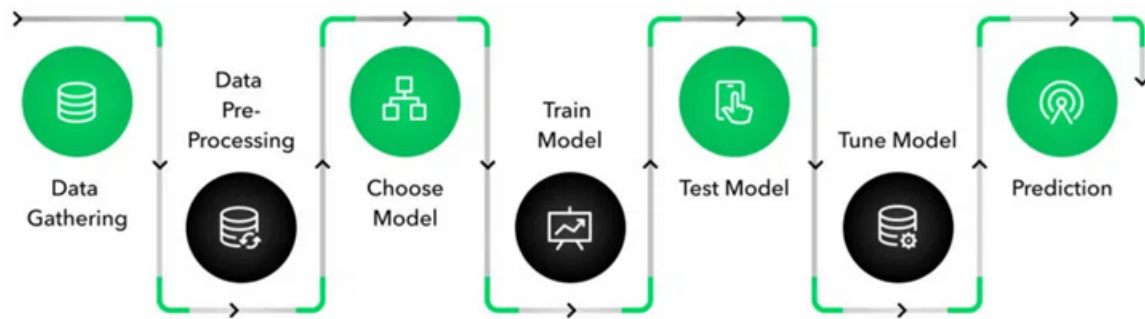 Data
Gathering
Data
Pre-
Processing
Choose
Model
Train
Model
Test Model
Tune Model
Prediction